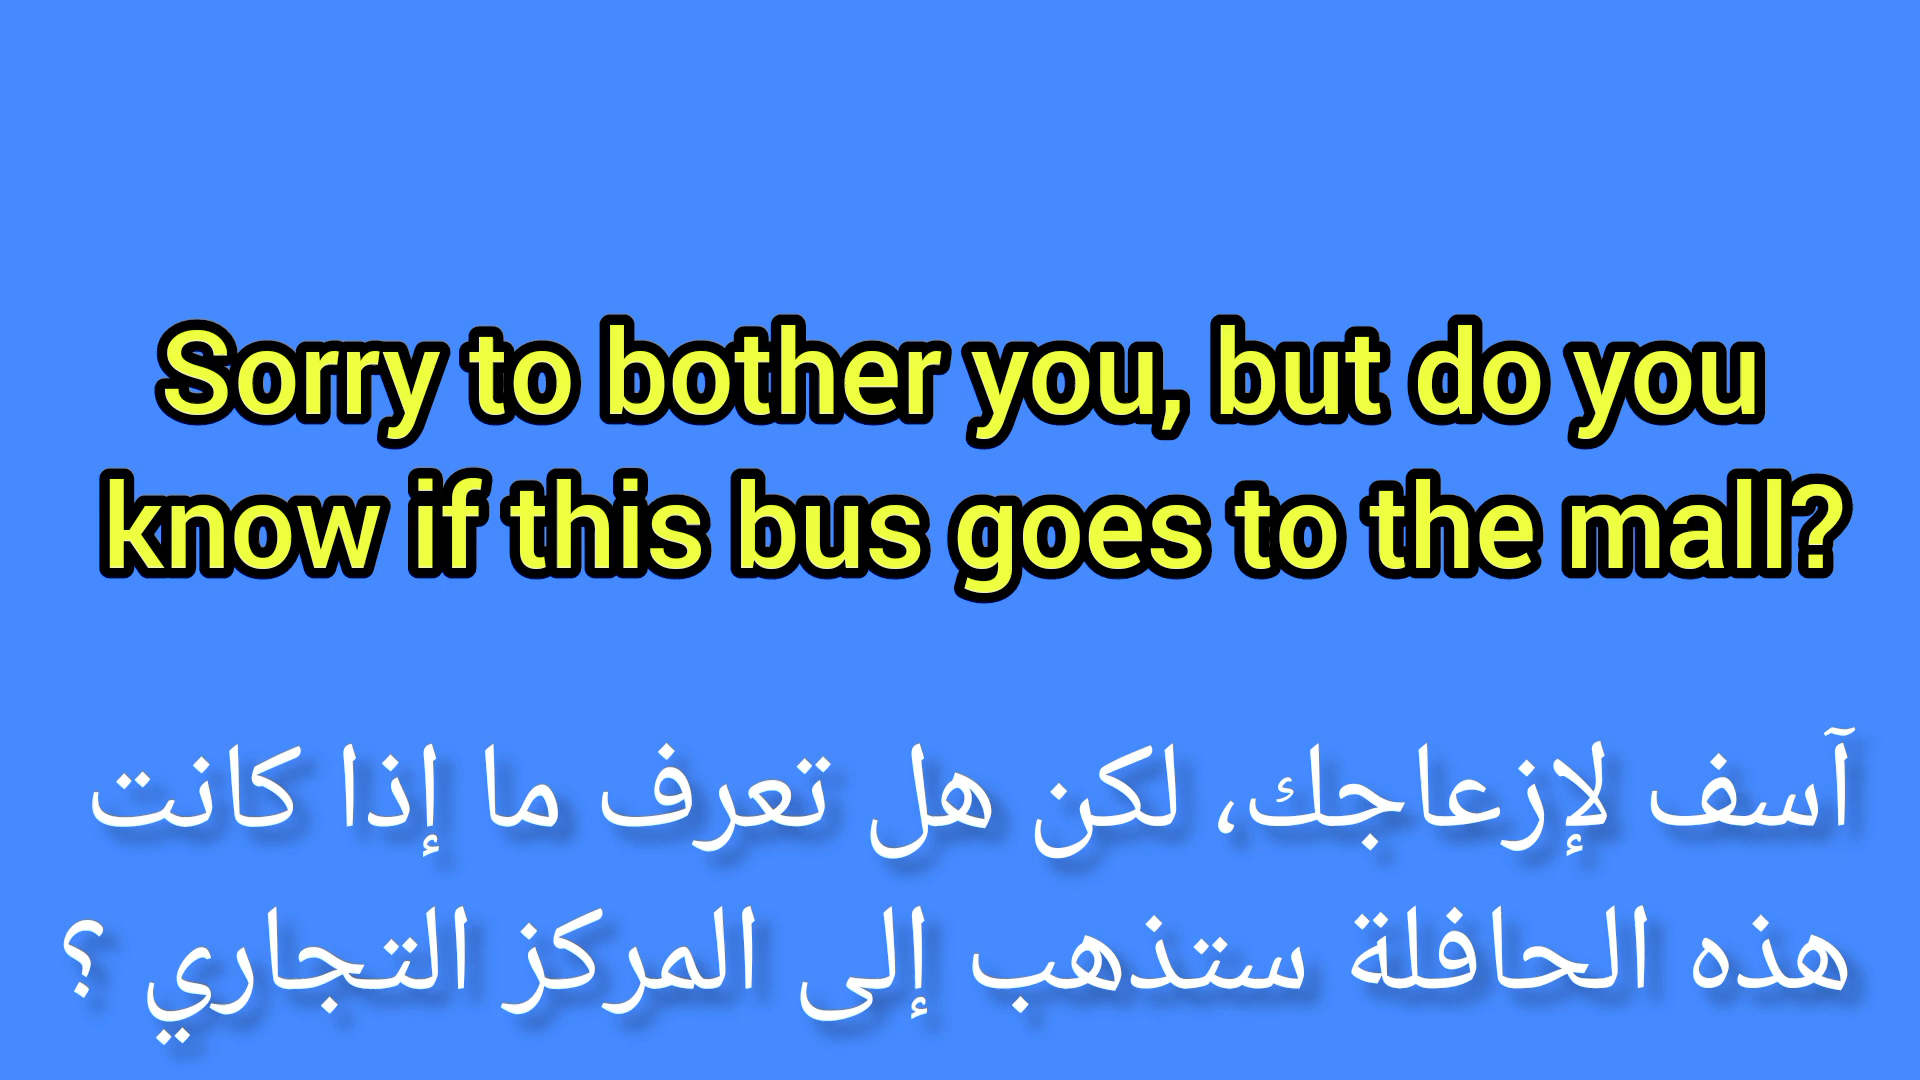 Sorry to bother you, but do you
know if this bus goes to the mall?
آسف لإزعاجك، لكن هل تعرف ما إذا كانت
هذه الحافلة ستذهب إلى المركز التجاري ؟